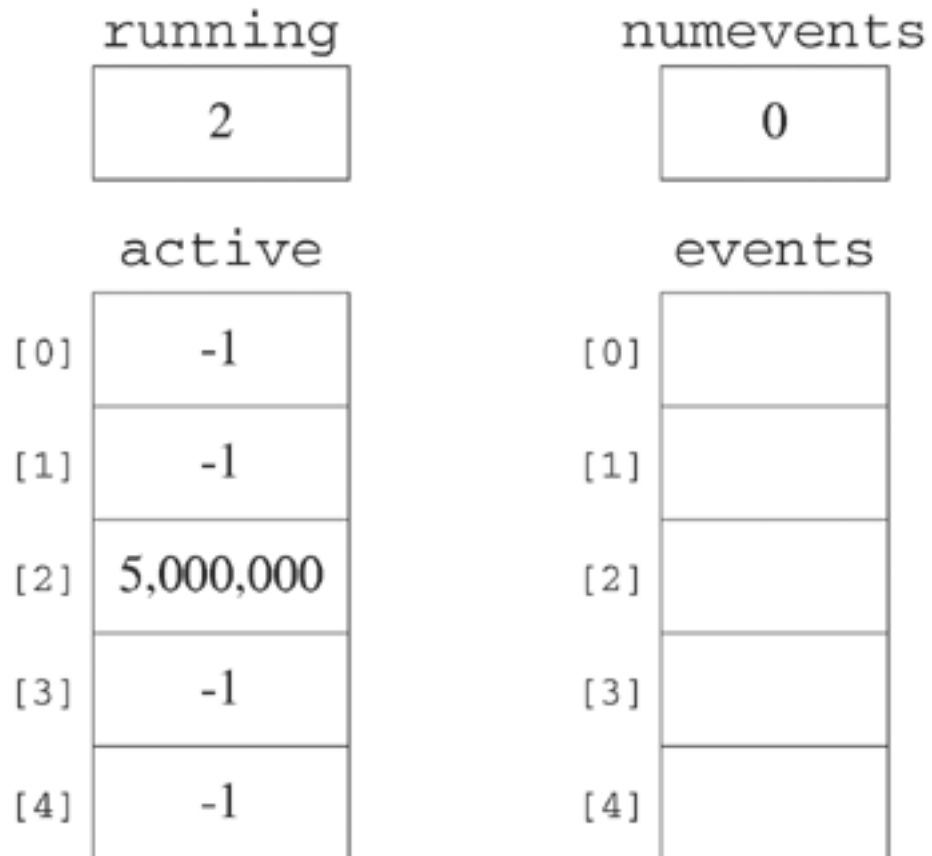 running numevents
2 0
active events
[0] -1 [0]
[1] -1 [1]
[2] 5,000,000 [2]
[3] -1 [3]
[4] -1 [4]